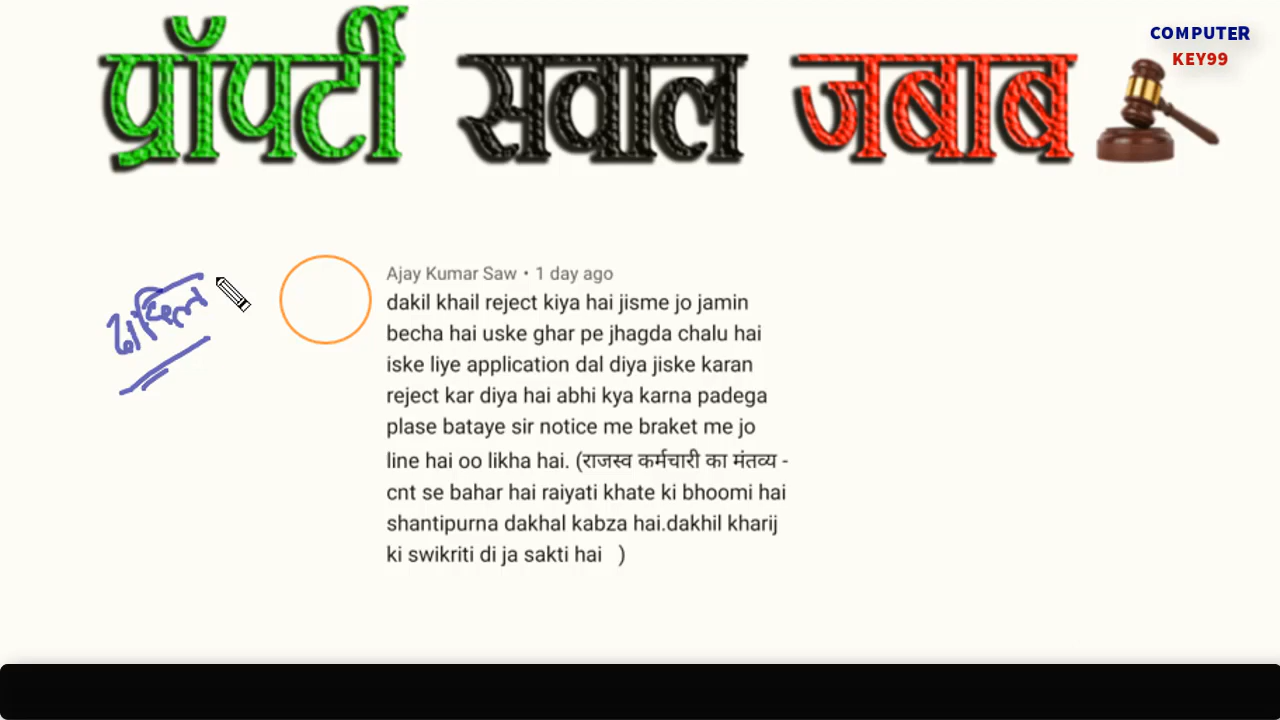 प्रॉपर्टी सवाल जबाब
COMPUTER
KEY99
दाखिल
Ajay Kumar Saw • 1 day ago
dakil khail reject kiya hai jisme jo jamin
becha hai uske ghar pe jhagda chalu hai
iske liye application dal diya jiske karan
reject kar diya hai abhi kya karna padega
plase bataye sir notice me braket me jo
line hai oo likha hai. (राजस्व कर्मचारी का मंतव्य -
cnt se bahar hai raiyati khate ki bhoomi hai
shantipurna dakhal kabza hai.dakhil kharij
ki swikriti di ja sakti hai )